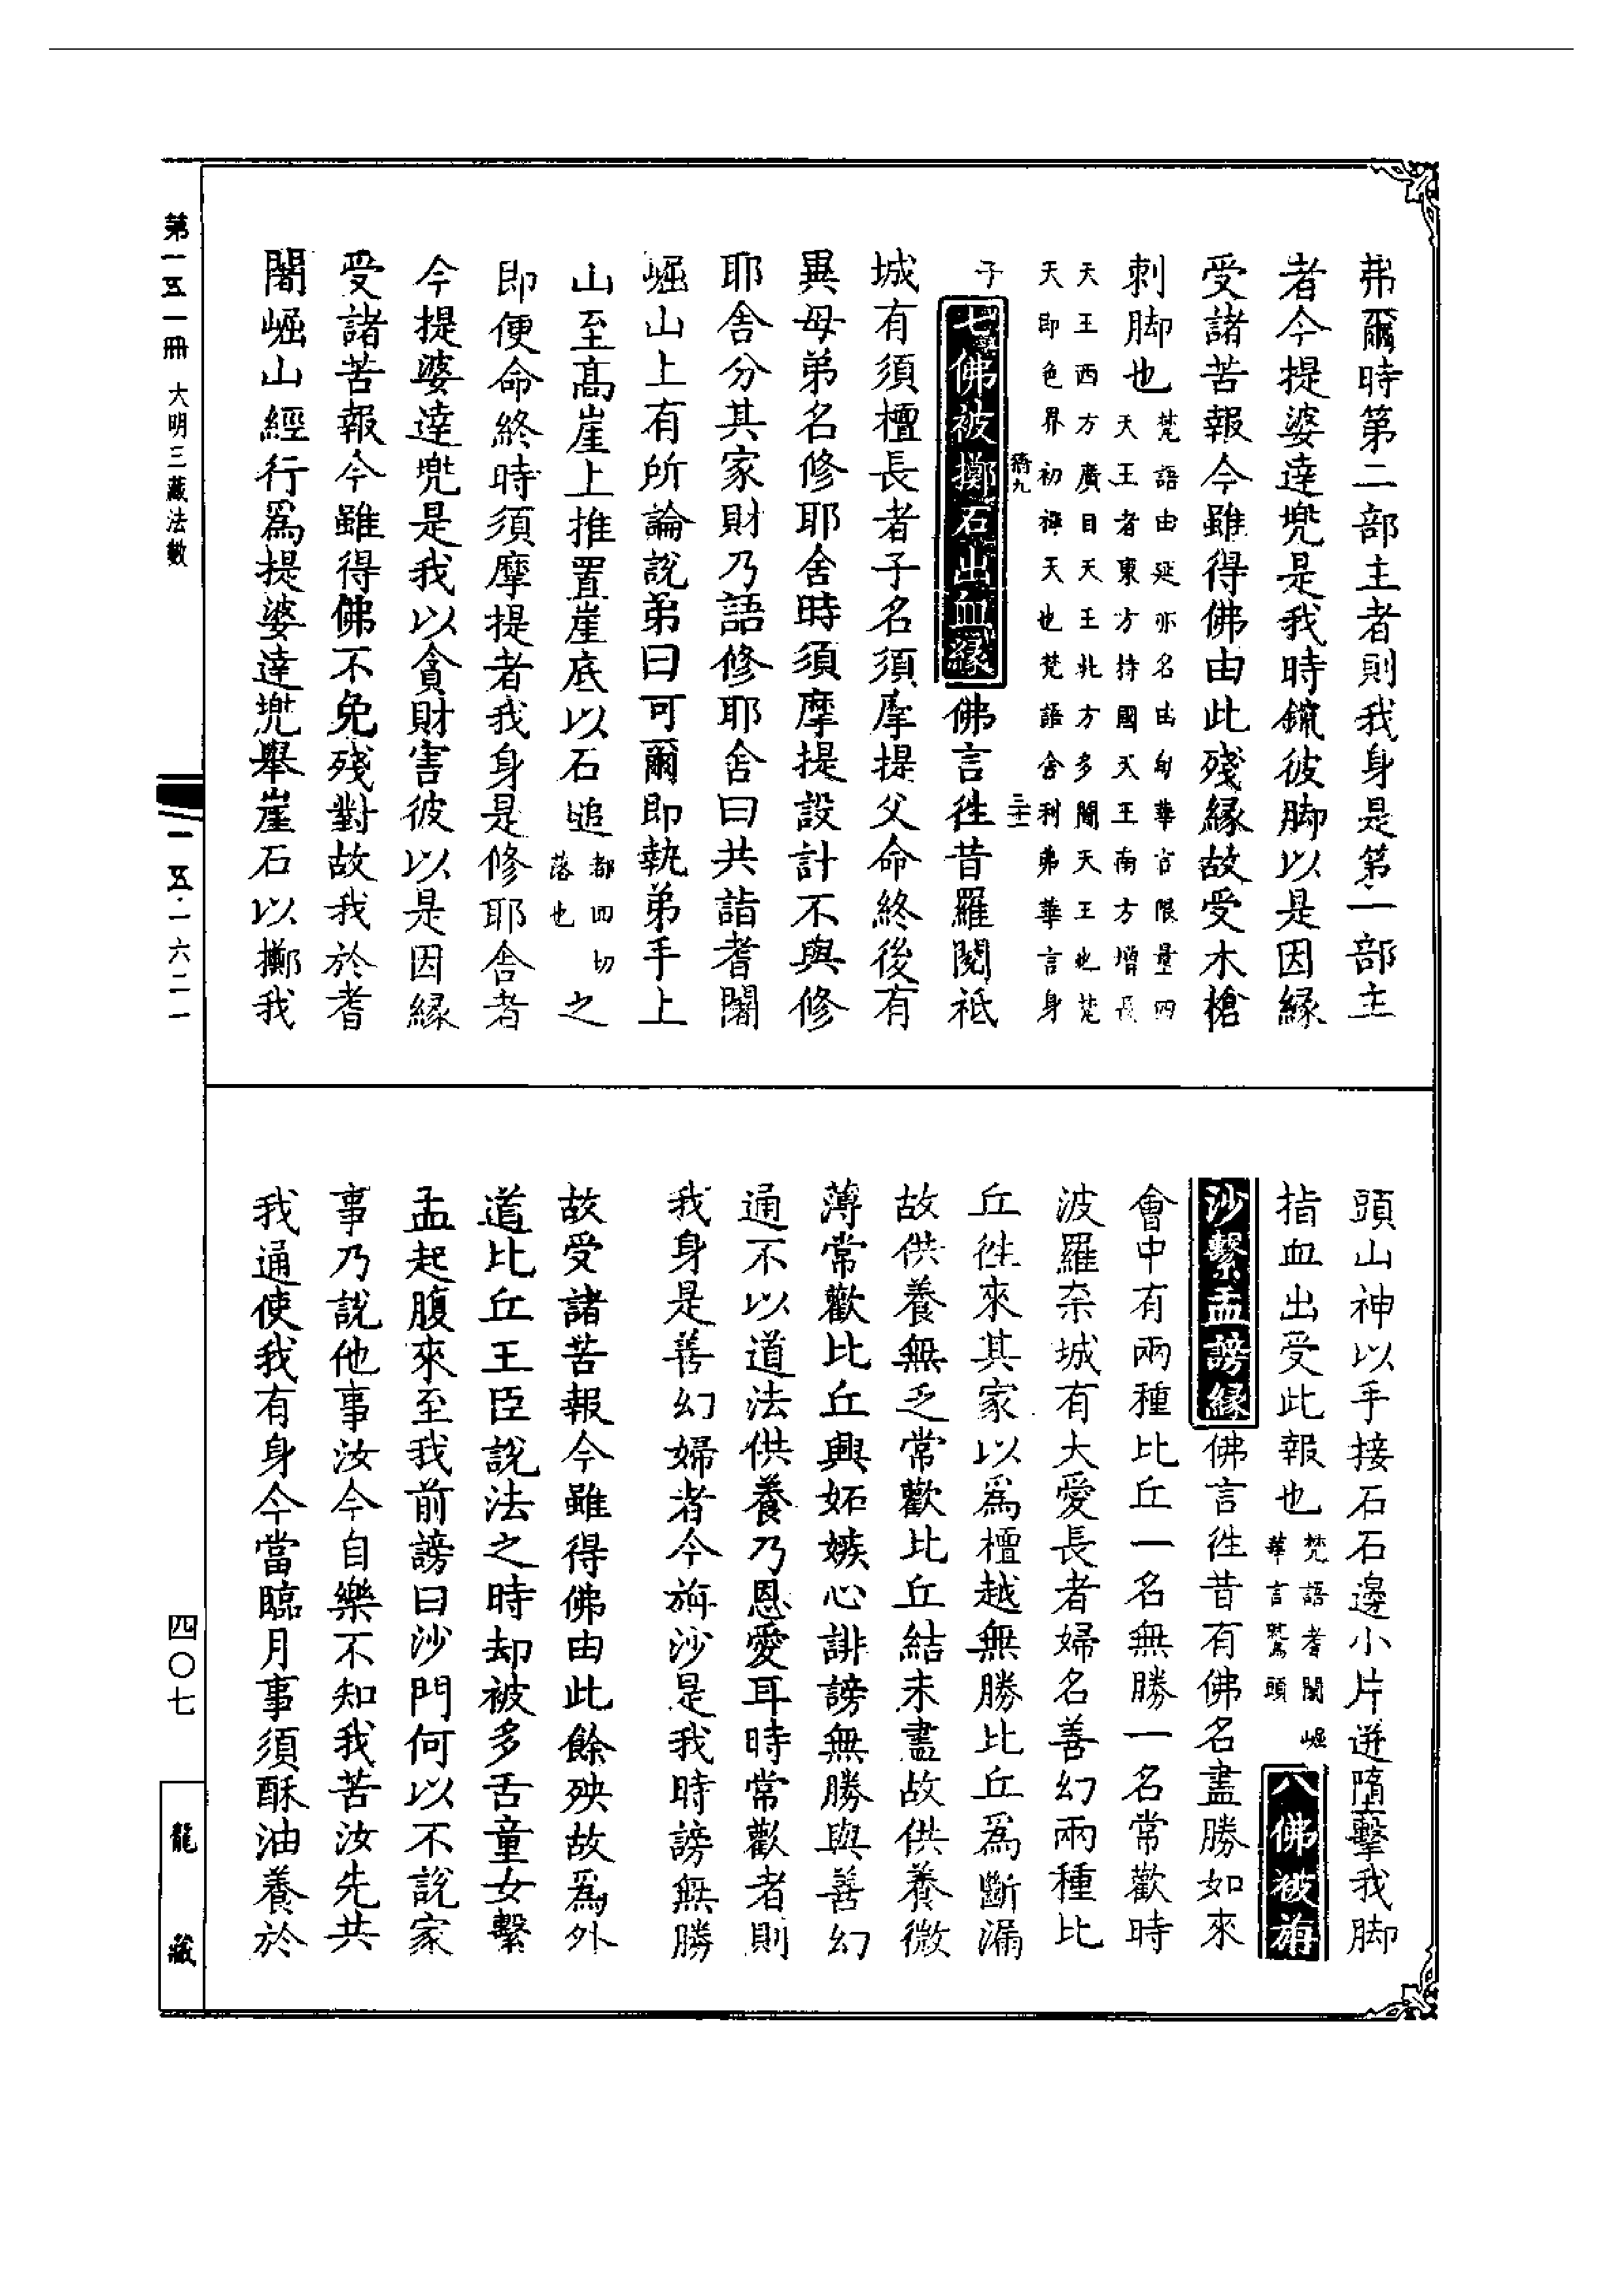 弗爾時第二部主者則我身是第一部主
者今提婆達兜是我時鑯彼脚以是因緣
受諸苦報今雖得佛由此殘緣故受木槍
刺脚也
梵語由延亦名由旬華言限量四
天王者東方持國天王南方增長
天王西方廣目天王北方多聞天王也梵
天即色界初禪天也梵語舍利弗華言身
子
七佛被擲石出血緣佛言徃昔羅閱祇
城有須檀長者子名須摩提父命終後有
異母弟名修耶舍時須摩提設計不與修
耶舍分其家財乃語修耶舍曰共詣耆闍
崛山上有所論說弟曰可爾即執弟手上
山至高崖上推置崖底以石𡑞都回切落也之
即便命終時須摩提者我身是修耶舍者
今提婆達兜是我以貪財害彼以是因緣
受諸苦報今雖得佛不免殘對故我於耆
闍崛山經行爲提婆達兜舉崖石以擲我
頭山神以手接石石邊小片迸墮擊我脚
指血出受此報也
梵語耆闍崛
華言鷲頭
八佛被旃
沙繫盂謗緣佛言徃昔有佛名盡勝如來
會中有兩種比丘一名無勝一名常歡時
波羅柰城有大愛長者婦名善幻兩種比
丘徃來其家以爲檀越無勝比丘爲斷漏
故供養無乏常歡比丘結未盡故供養微
薄常歡比丘興妬嫉心誹謗無勝與善幻
通不以道法供養乃恩愛耳時常歡者則
我身是善幻婦者今旃沙是我時謗無勝
故受諸苦報今雖得佛由此餘殃故爲外
道比丘王臣說法之時却被多舌童女繫
盂起腹來至我前謗曰沙門何以不說家
事乃說他事汝今自樂不知我苦汝先共
我通使我有身今當臨月事須酥油養於
第一五一冊 大明三藏法數
一五·一六二一
四〇七
龍藏